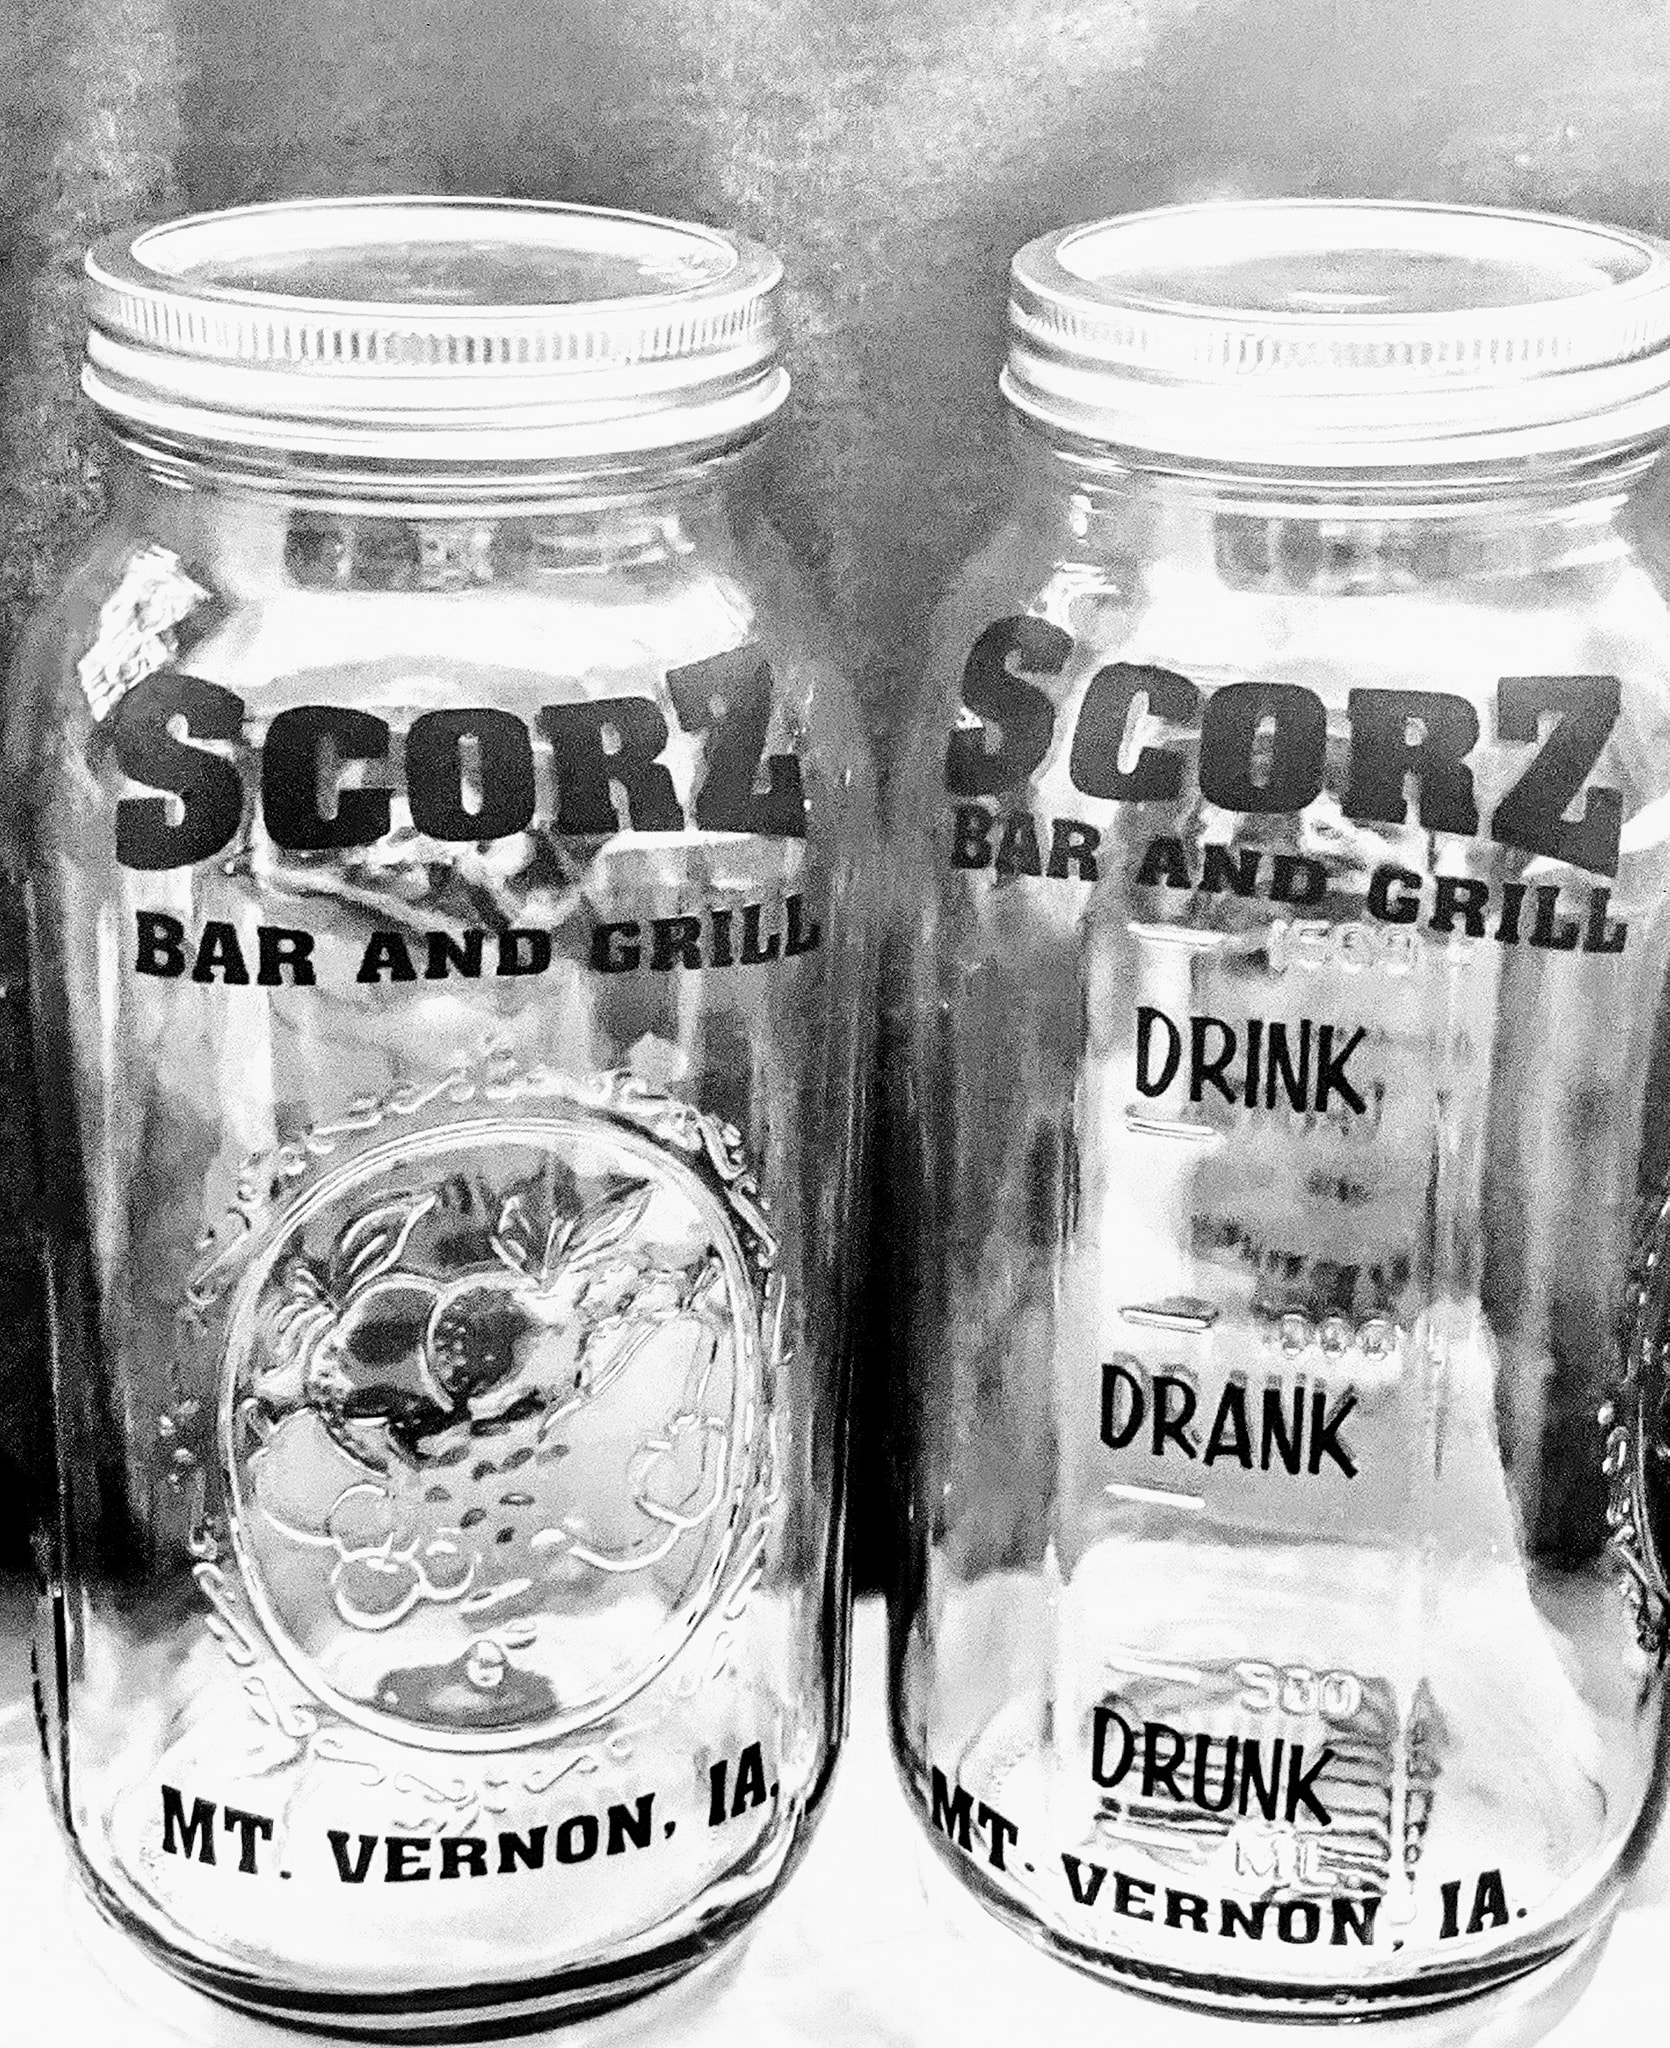 SCORZ
BAR AND GRILL
MT. VERNON, IA.
SCORZ
BAR AND GRILL
1500
DRINK
DRANK
500
DRUNK
ML
MT. VERNON, IA.